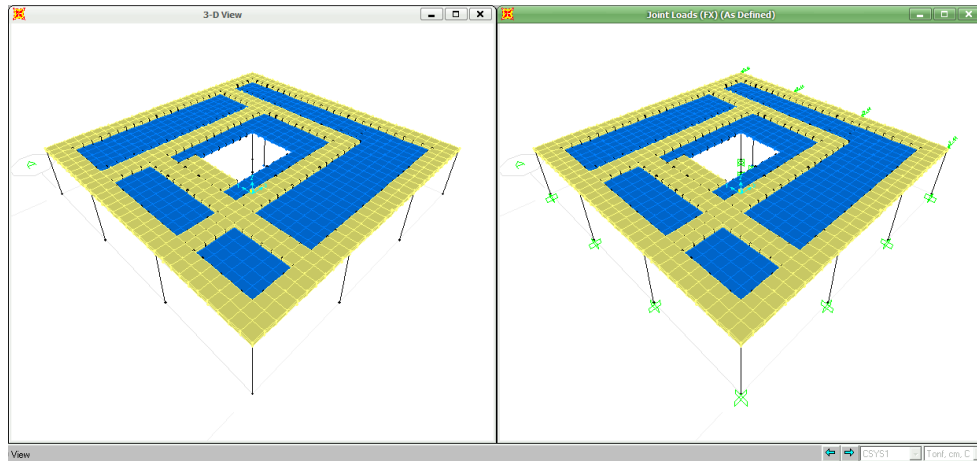 3-D View
Joint Loads (FX) (As Defined)
View
CSYS1
Tonf, cm, C